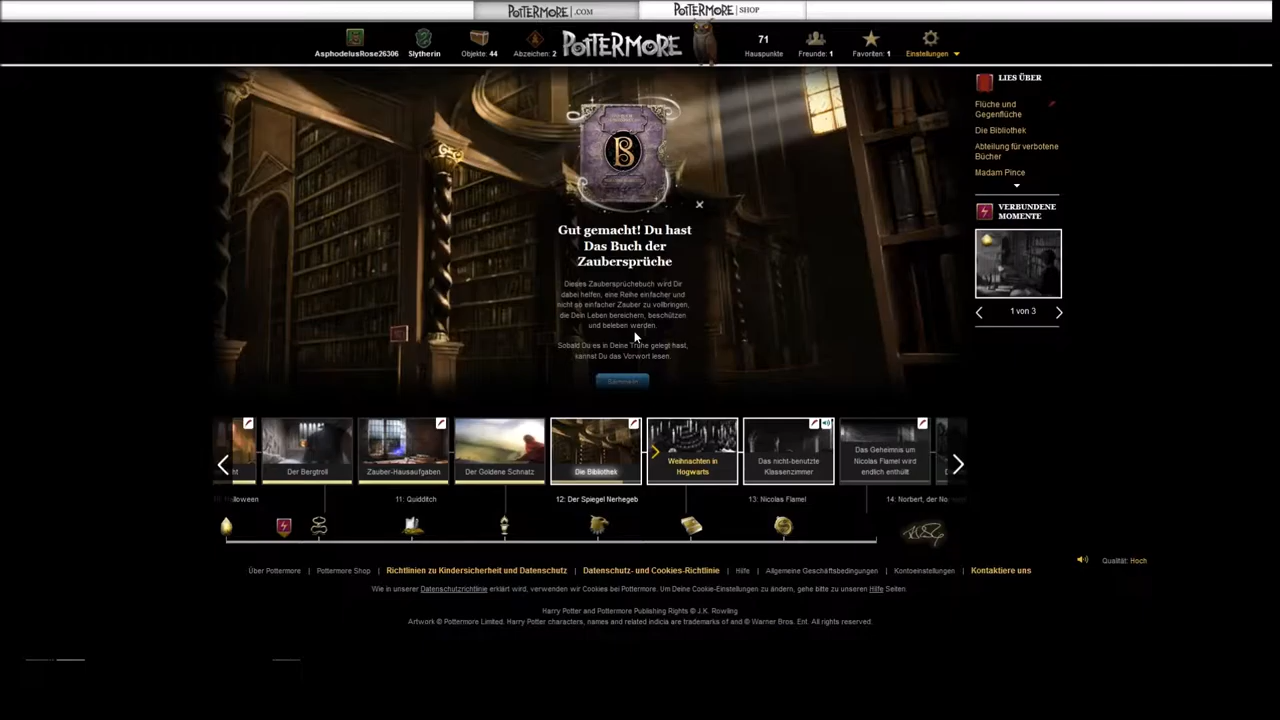 POTTERMORE | .COM
POTTERMORE | SHOP
AsphodelusRose26306
Slytherin
Objekte: 44
Abzeichen: 2
POTTERMORE
71
Hauspunkte
Freunde: 1
Favoriten: 1
Einstellungen
LIES ÜBER
Flüche und
Gegenflüche
Die Bibliothek
Abteilung für verbotene
Bücher
Madam Pince
VERBUNDENE
MOMENTE
1 von 3
B
Gut gemacht! Du hast
Das Buch der
Zaubersprüche
Dieses Zaubersprüchebuch wird Dir
dabei helfen, eine Reihe einfacher und
nicht so einfacher Zauber zu vollbringen,
die Dein Leben bereichern, beschützen
und beleben werden.
Sobald Du es in Deine Truhe gelegt hast,
kannst Du das Vorwort lesen.
Sammeln
Der Bergtroll
Zauber-Hausaufgaben
Der Goldene Schnatz
Die Bibliothek
Weihnachten in
Hogwarts
Das nicht-benutzte
Klassenzimmer
Das Geheimnis um
Nicolas Flamel wird
endlich enthüllt
11: Quidditch
12: Der Spiegel Nerhegeb
13: Nicolas Flamel
14: Norbert, der No
Qualität: Hoch
Über Pottermore | Pottermore Shop | Richtlinien zu Kindersicherheit und Datenschutz | Datenschutz- und Cookies-Richtlinie | Hilfe | Allgemeine Geschäftsbedingungen | Kontoeinstellungen | Kontaktiere uns
Wie in unserer Datenschutzrichtlinie erklärt wird, verwenden wir Cookies bei Pottermore. Um Deine Cookie-Einstellungen zu ändern, gehe bitte zu unseren Hilfe Seiten.
Harry Potter and Pottermore Publishing Rights © J.K. Rowling
Artwork © Pottermore Limited. Harry Potter characters, names and related indicia are trademarks of and © Warner Bros. Ent. All rights reserved.